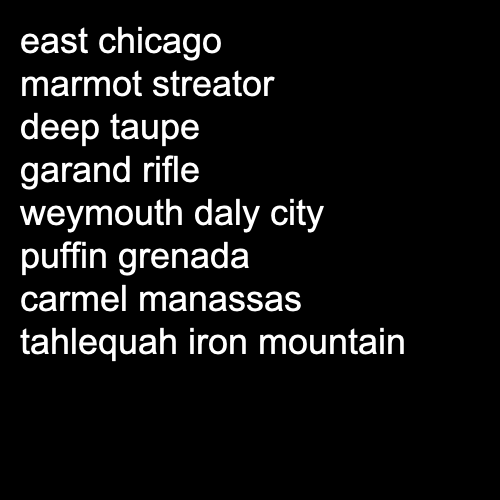 east chicago
marmot streator
deep taupe
garand rifle
weymouth daly city
puffin grenada
carmel manassas
tahlequah iron mountain